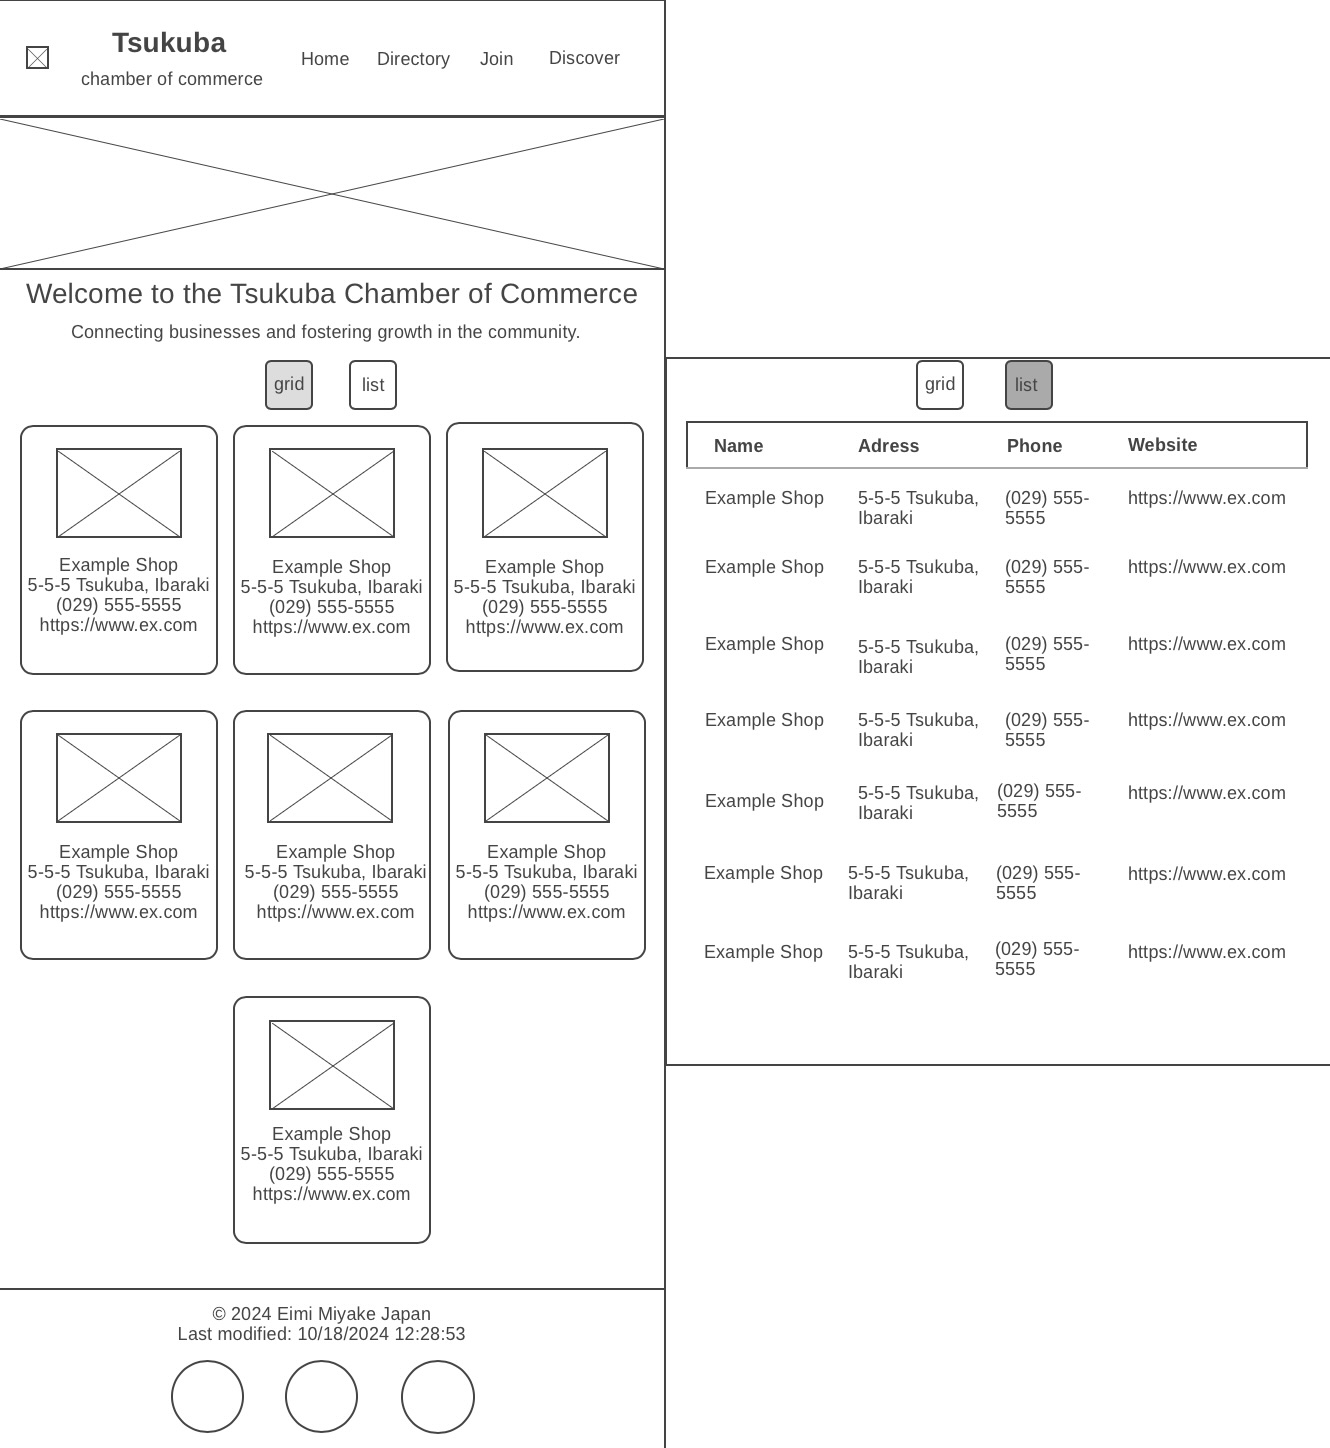 Tsukuba
chamber of commerce
Home Directory Join Discover
Welcome to the Tsukuba Chamber of Commerce
Connecting businesses and fostering growth in the community.
grid list
Example Shop
5-5-5 Tsukuba, Ibaraki
(029) 555-5555
https://www.ex.com
Example Shop
5-5-5 Tsukuba, Ibaraki
(029) 555-5555
https://www.ex.com
Example Shop
5-5-5 Tsukuba, Ibaraki
(029) 555-5555
https://www.ex.com
Example Shop
5-5-5 Tsukuba, Ibaraki
(029) 555-5555
https://www.ex.com
Example Shop
5-5-5 Tsukuba, Ibaraki
(029) 555-5555
https://www.ex.com
Example Shop
5-5-5 Tsukuba, Ibaraki
(029) 555-5555
https://www.ex.com
Example Shop
5-5-5 Tsukuba, Ibaraki
(029) 555-5555
https://www.ex.com
© 2024 Eimi Miyake Japan
Last modified: 10/18/2024 12:28:53
grid list
Name Adress Phone Website
Example Shop 5-5-5 Tsukuba, (029) 555- https://www.ex.com
Ibaraki 5555
Example Shop 5-5-5 Tsukuba, (029) 555- https://www.ex.com
Ibaraki 5555
Example Shop 5-5-5 Tsukuba, (029) 555- https://www.ex.com
Ibaraki 5555
Example Shop 5-5-5 Tsukuba, (029) 555- https://www.ex.com
Ibaraki 5555
Example Shop 5-5-5 Tsukuba, (029) 555- https://www.ex.com
Ibaraki 5555
Example Shop 5-5-5 Tsukuba, (029) 555- https://www.ex.com
Ibaraki 5555
Example Shop 5-5-5 Tsukuba, (029) 555- https://www.ex.com
Ibaraki 5555